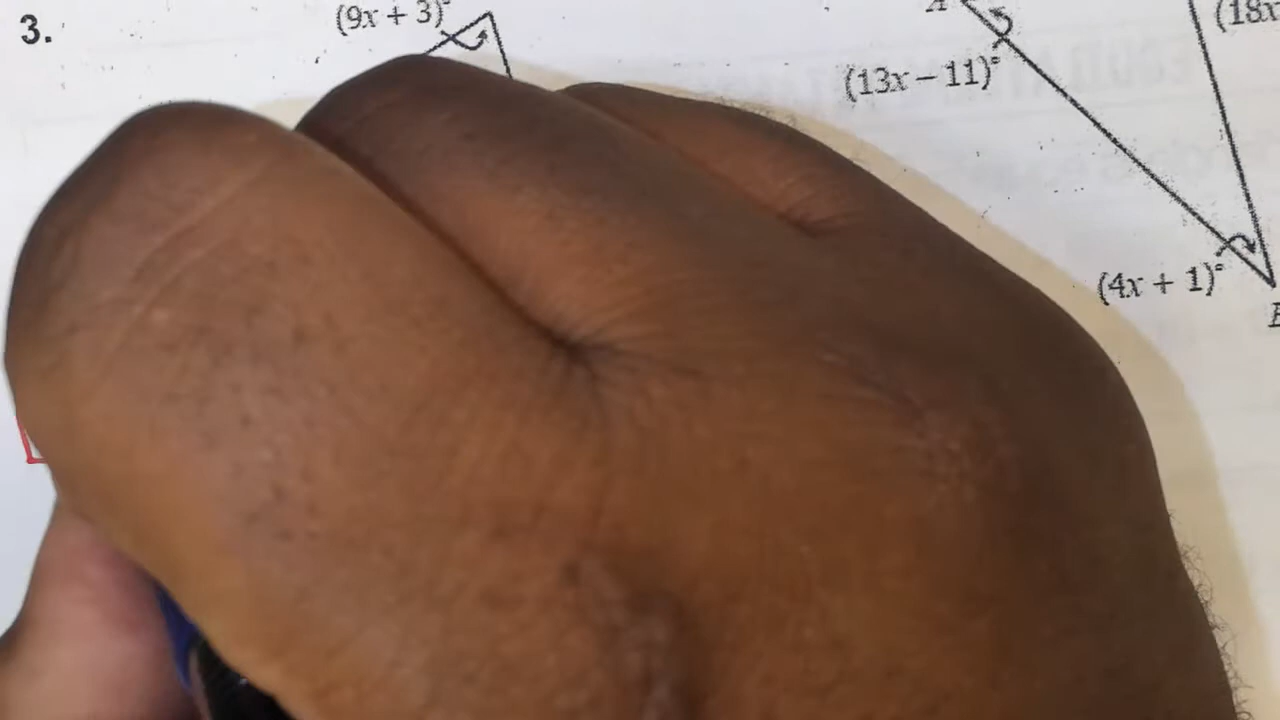 3.
(9x + 3)°
A
(18x
(13x – 11)°
(4x + 1)°